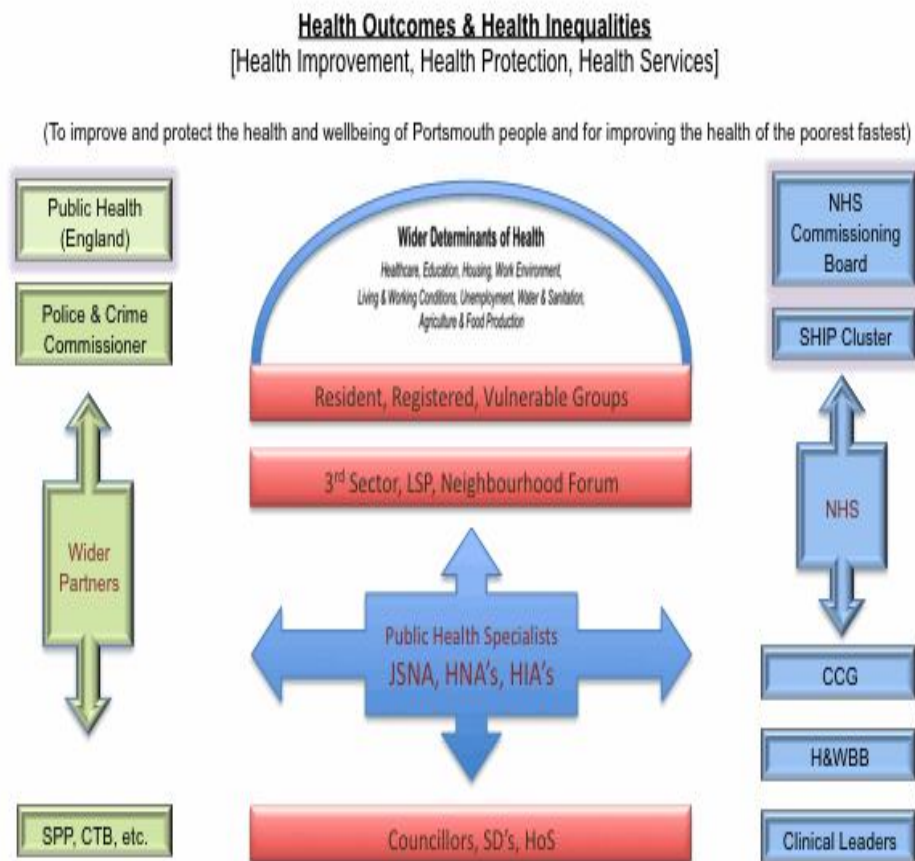 Health Outcomes & Health Inequalities
[Health Improvement, Health Protection, Health Services]
(To improve and protect the health and wellbeing of Portsmouth people and for improving the health of the poorest fastest)
Public Health
(England)
Police & Crime
Commissioner
Wider
Partners
SPP, CTB, etc.
Wider Determinants of Health
Healthcare, Education, Housing, Work Environment,
Living & Working Conditions, Unemployment, Water & Sanitation,
Agriculture & Food Production
Resident, Registered, Vulnerable Groups
3rd Sector, LSP, Neighbourhood Forum
Public Health Specialists
JSNA, HNA's, HIA's
Councillors, SD's, HoS
NHS
Commissioning
Board
SHIP Cluster
NHS
CCG
H&WBB
Clinical Leaders